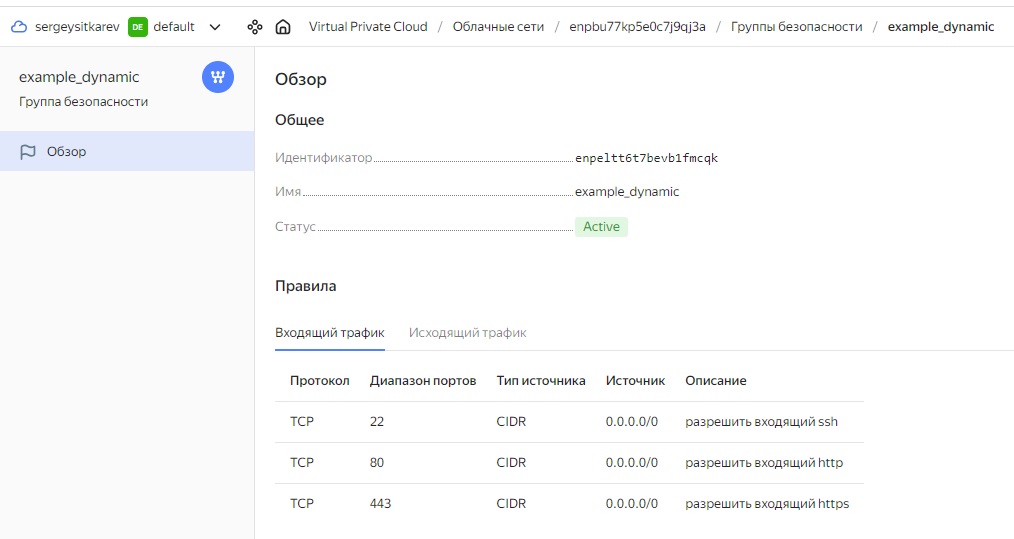 sergeysitkarev DE default Virtual Private Cloud / Облачные сети / enpbu77kp5e0c7j9qj3a / Группы безопасности / example_dynamic
example_dynamic
Группа безопасности
Обзор
Обзор
Общее
Идентификатор enpeltt6t7bevb1fmcqk
Имя example_dynamic
Статус Active
Правила
Входящий трафик Исходящий трафик
Протокол Диапазон портов Тип источника Источник Описание
TCP 22 CIDR 0.0.0.0/0 разрешить входящий ssh
TCP 80 CIDR 0.0.0.0/0 разрешить входящий http
TCP 443 CIDR 0.0.0.0/0 разрешить входящий https